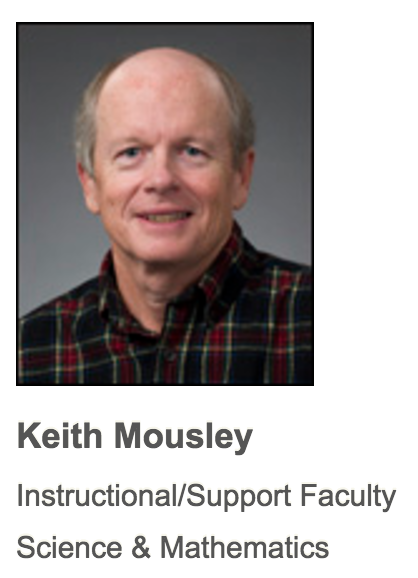 Keith Mousley
Instructional/Support Faculty
Science & Mathematics